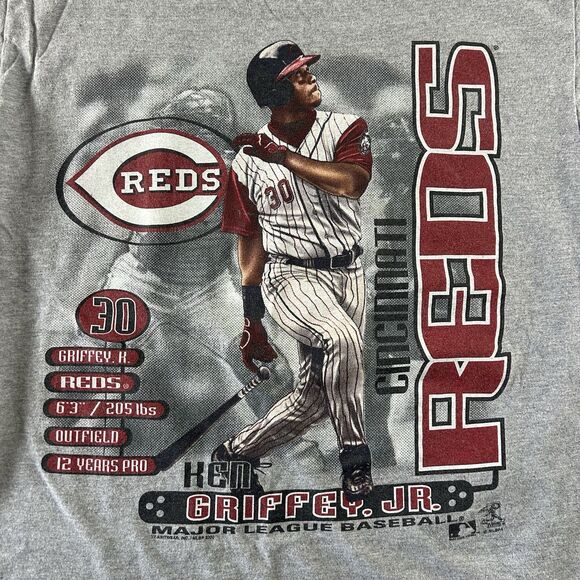 REDS
30
CINCINNATI
REDS
30
GRIFFEY, K.
REDS
6'3" / 205 lbs
OUTFIELD
12 YEARS PRO
KEN
GRIFFEY, JR.
MAJOR LEAGUE BASEBALL